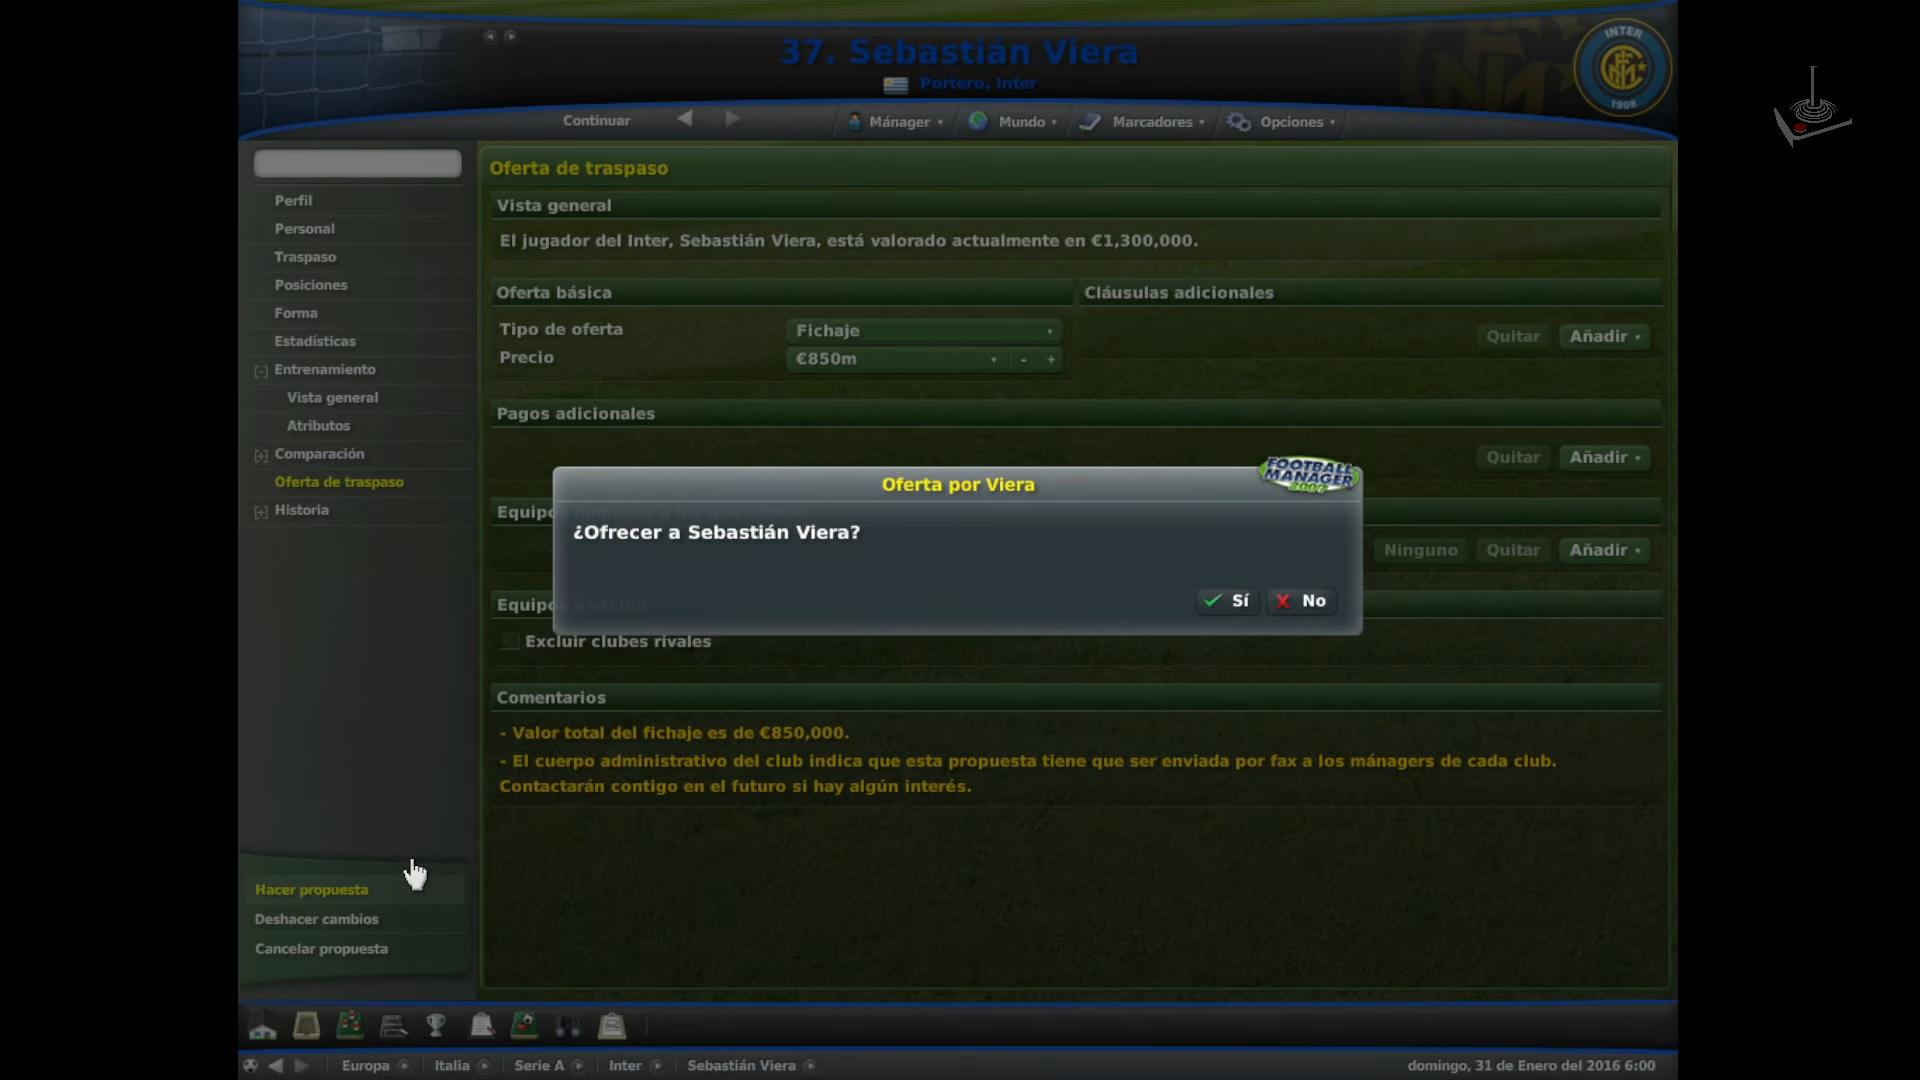 37. Sebastián Viera
Portero, Inter
INTER
1908
Continuar
Mánager
Mundo
Marcadores
Opciones
Oferta de traspaso
Vista general
El jugador del Inter, Sebastián Viera, está valorado actualmente en €1,300,000.
Oferta básica
Cláusulas adicionales
Tipo de oferta
Fichaje
Quitar
Añadir
Precio
€850m
-
+
Pagos adicionales
Quitar
Añadir
Perfil
Personal
Traspaso
Posiciones
Forma
Estadísticas
[-] Entrenamiento
Vista general
Atributos
[+] Comparación
Oferta de traspaso
[+] Historia
FOOTBALL
MANAGER
2007
Oferta por Viera
¿Ofrecer a Sebastián Viera?
Sí
No
Ninguno
Quitar
Añadir
Excluir clubes rivales
Comentarios
- Valor total del fichaje es de €850,000.
- El cuerpo administrativo del club indica que esta propuesta tiene que ser enviada por fax a los mánagers de cada club.
Contactarán contigo en el futuro si hay algún interés.
Hacer propuesta
Deshacer cambios
Cancelar propuesta
Europa
Italia
Serie A
Inter
Sebastián Viera
domingo, 31 de Enero del 2016 6:00